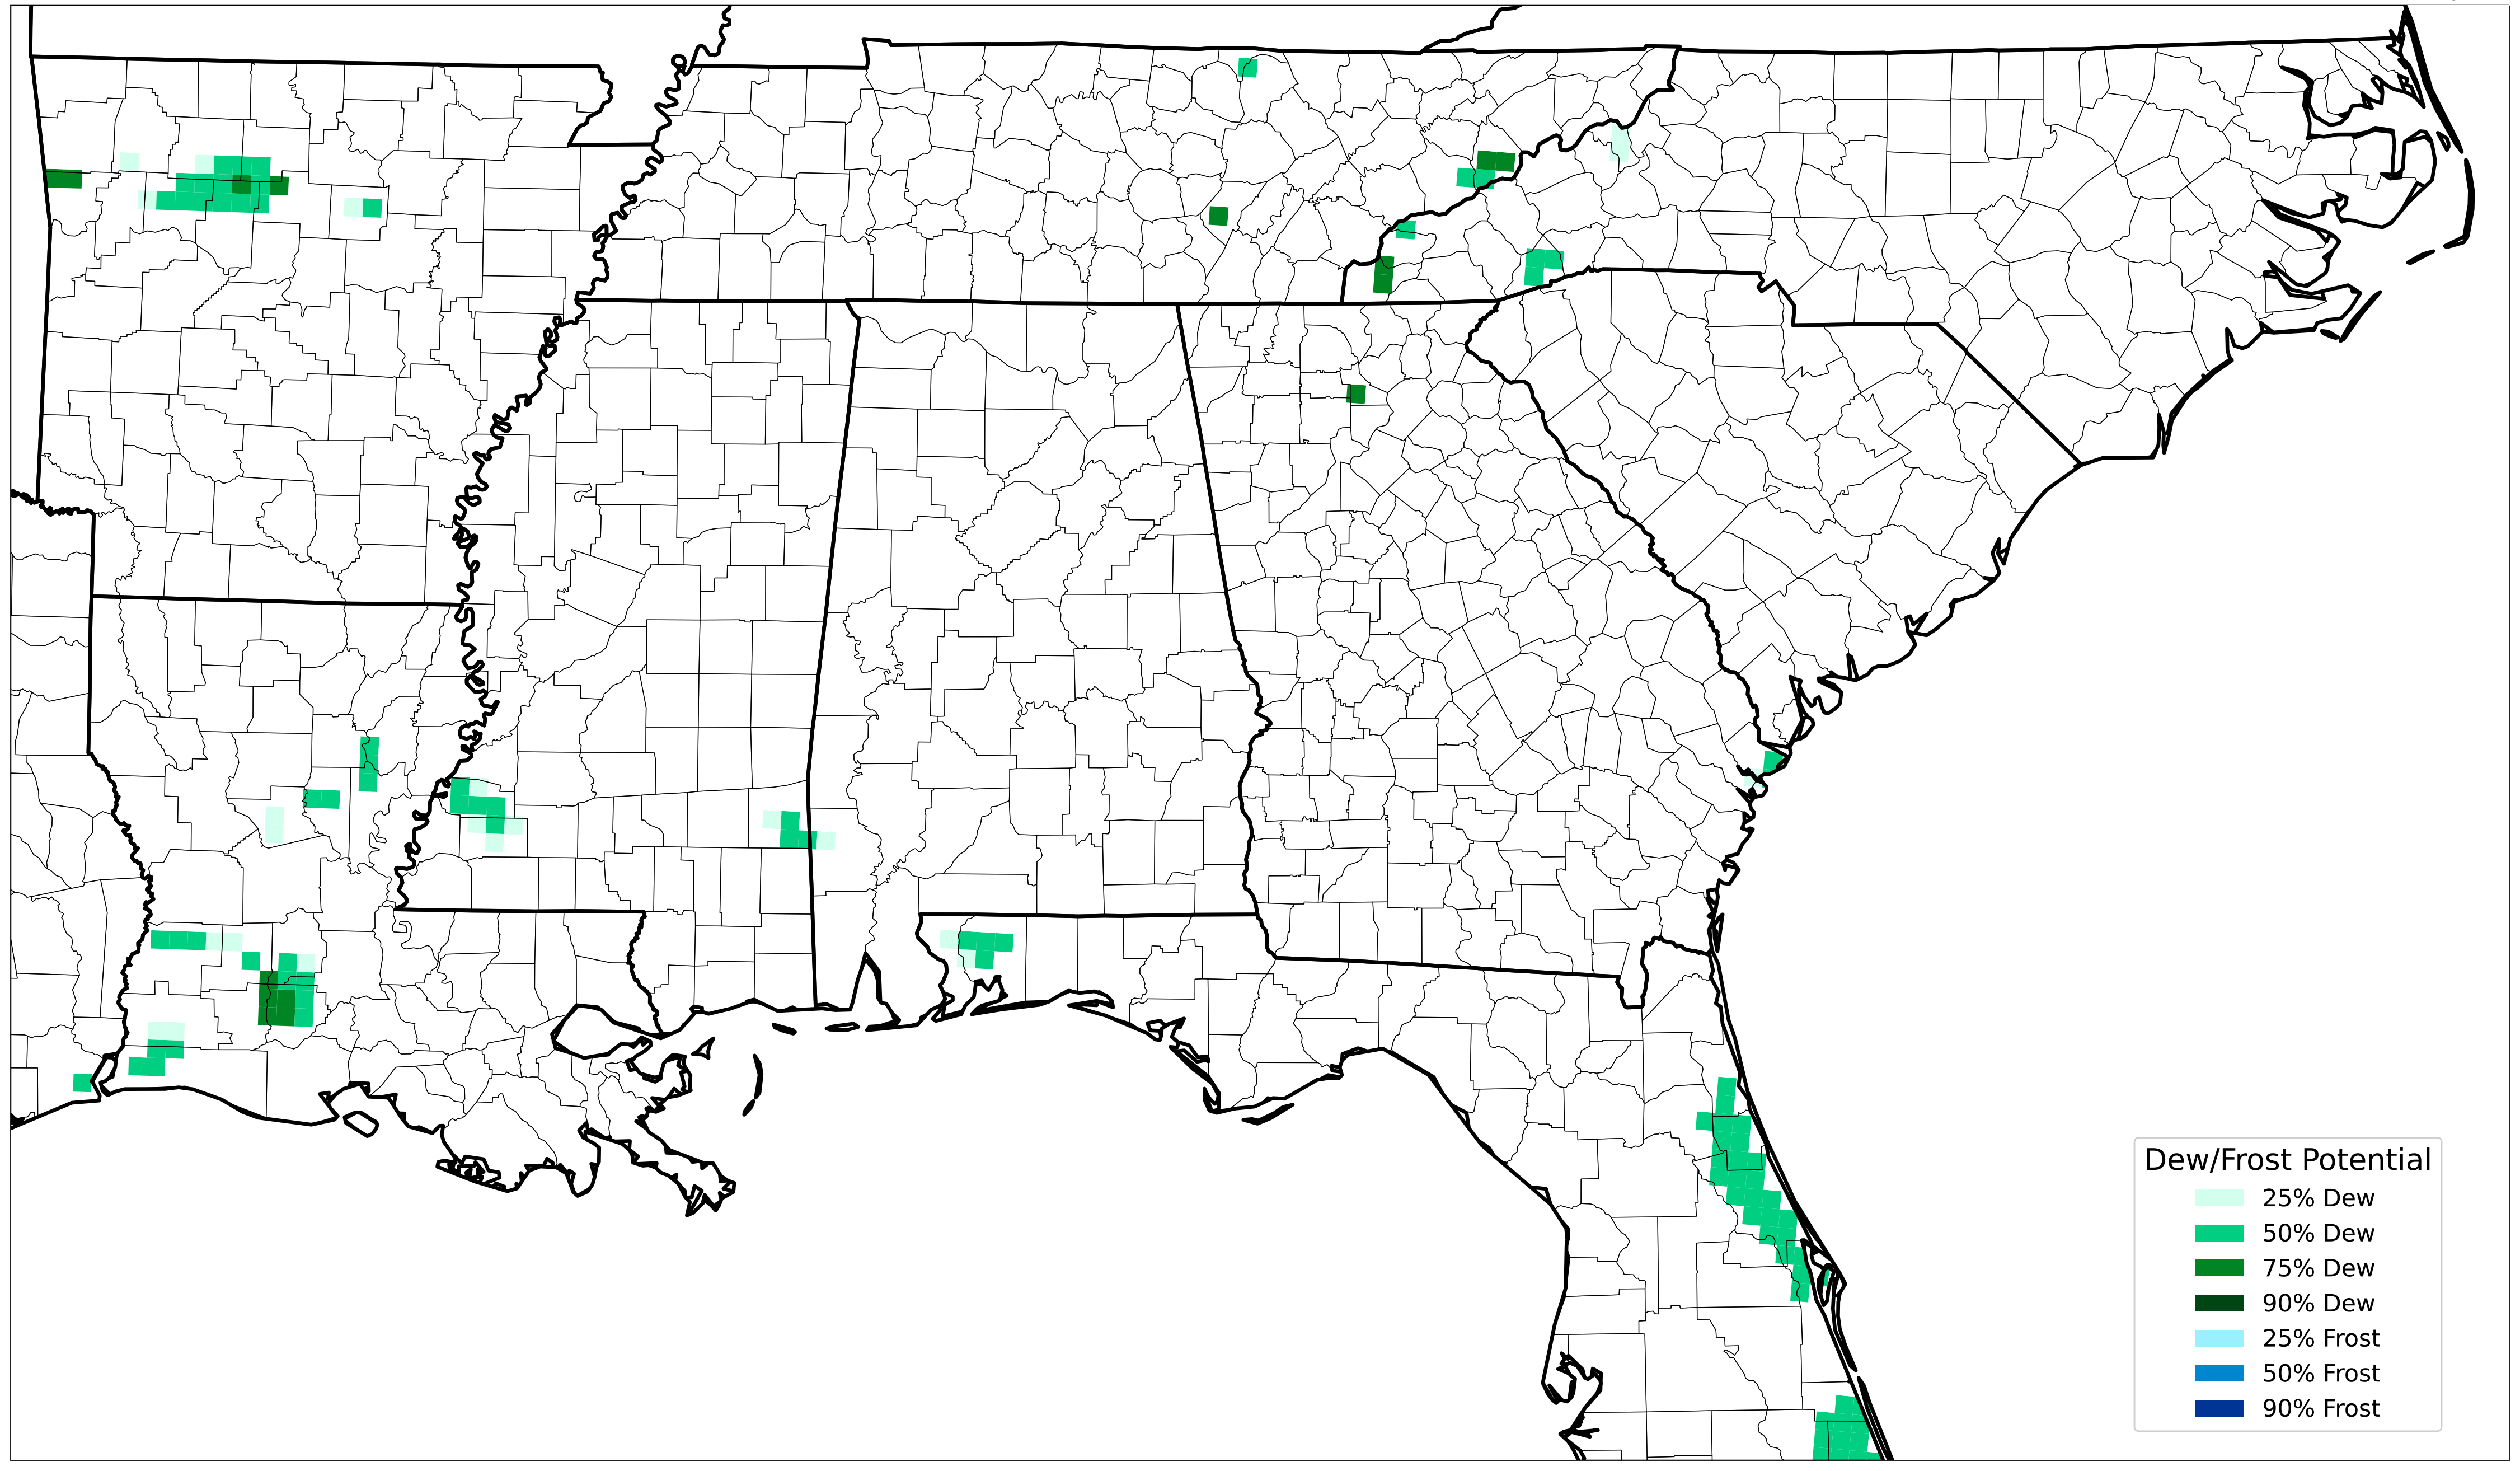 Dew/Frost Potential
25% Dew
50% Dew
75% Dew
90% Dew
25% Frost
50% Frost
90% Frost